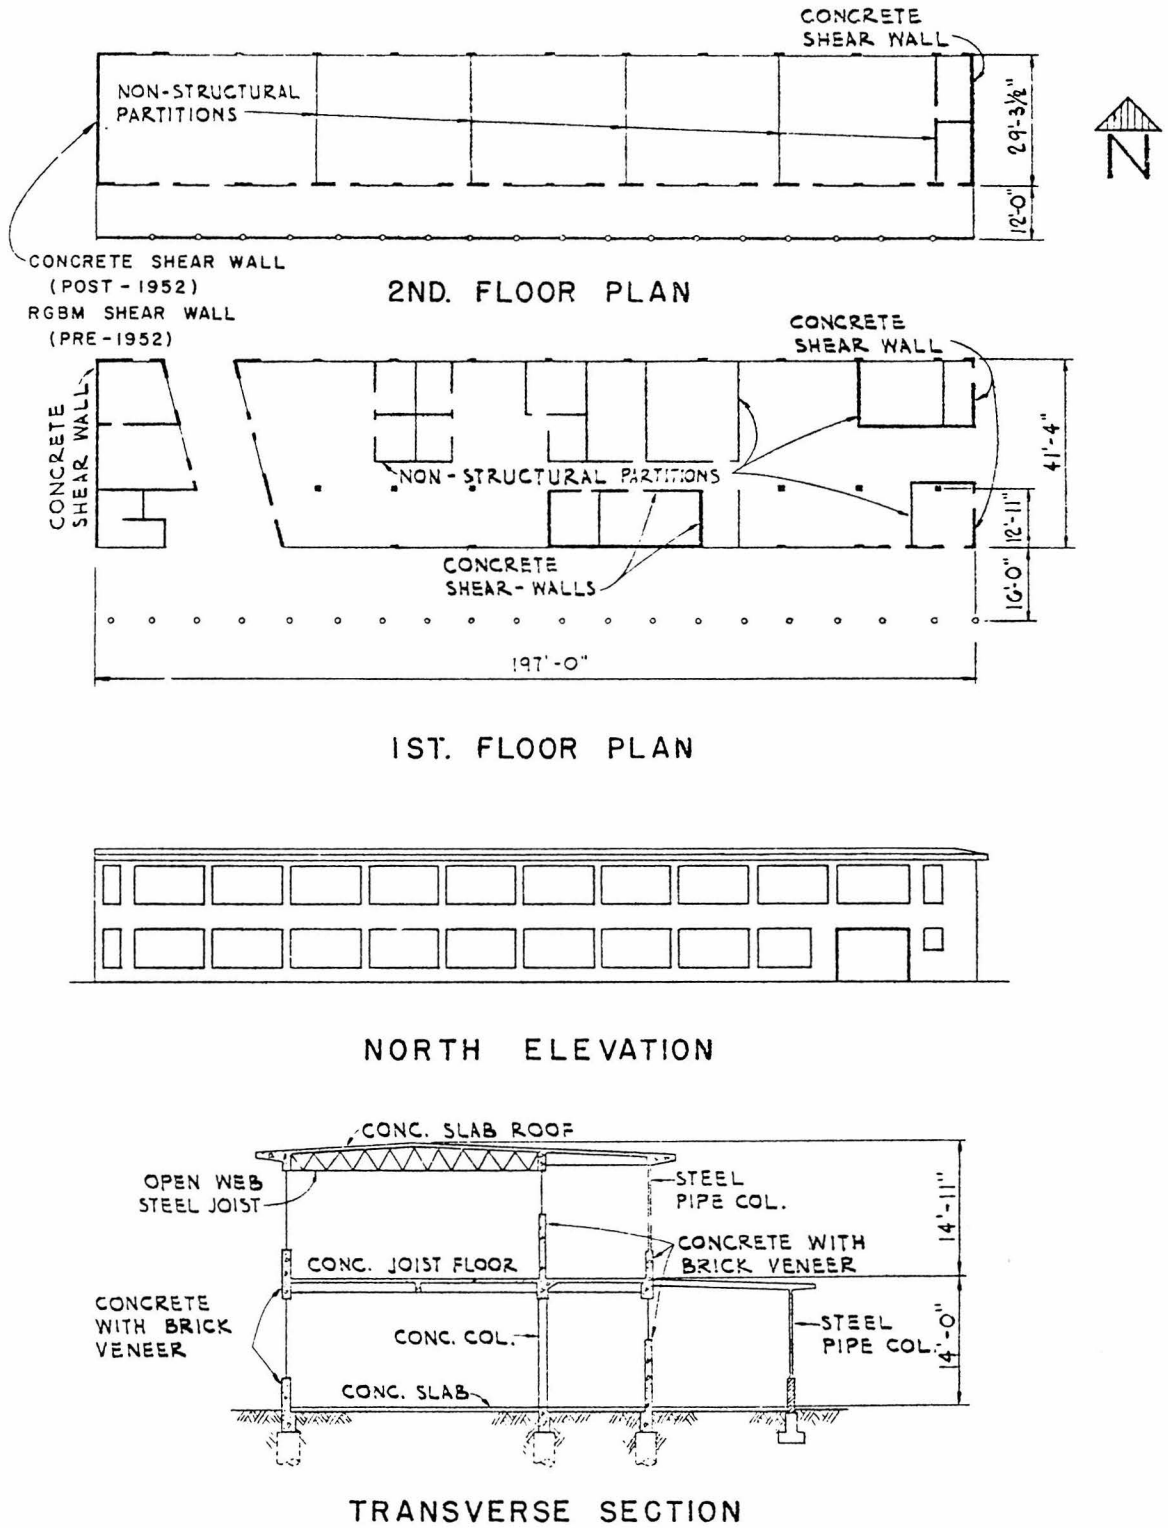 CONCRETE
SHEAR WALL
NON-STRUCTURAL
PARTITIONS
29'-3½"
12'-0"
N
CONCRETE SHEAR WALL
(POST-1952)
RGBM SHEAR WALL
(PRE-1952)
2ND. FLOOR PLAN
CONCRETE
SHEAR WALL
CONCRETE
SHEAR WALL
NON-STRUCTURAL PARTITIONS
41'-4"
12'-11"
CONCRETE
SHEAR-WALLS
16'-0"
197'-0"
1ST. FLOOR PLAN
NORTH ELEVATION
CONC. SLAB ROOF
OPEN WEB
STEEL JOIST
STEEL
PIPE COL.
14'-11"
CONC. JOIST FLOOR
CONCRETE WITH
BRICK VENEER
CONCRETE
WITH BRICK
VENEER
CONC. COL.
STEEL
PIPE COL.
14'-0"
CONC. SLAB
TRANSVERSE SECTION